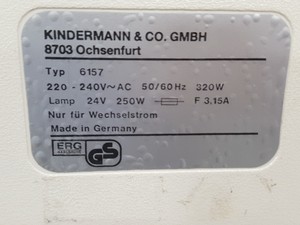 KINDERMANN & CO. GMBH
8703 Ochsenfurt
Typ 6157
220-240V~AC 50/60Hz 320W
Lamp 24V 250W F 3.15A
Nur für Wechselstrom
Made in Germany
ERG
GS